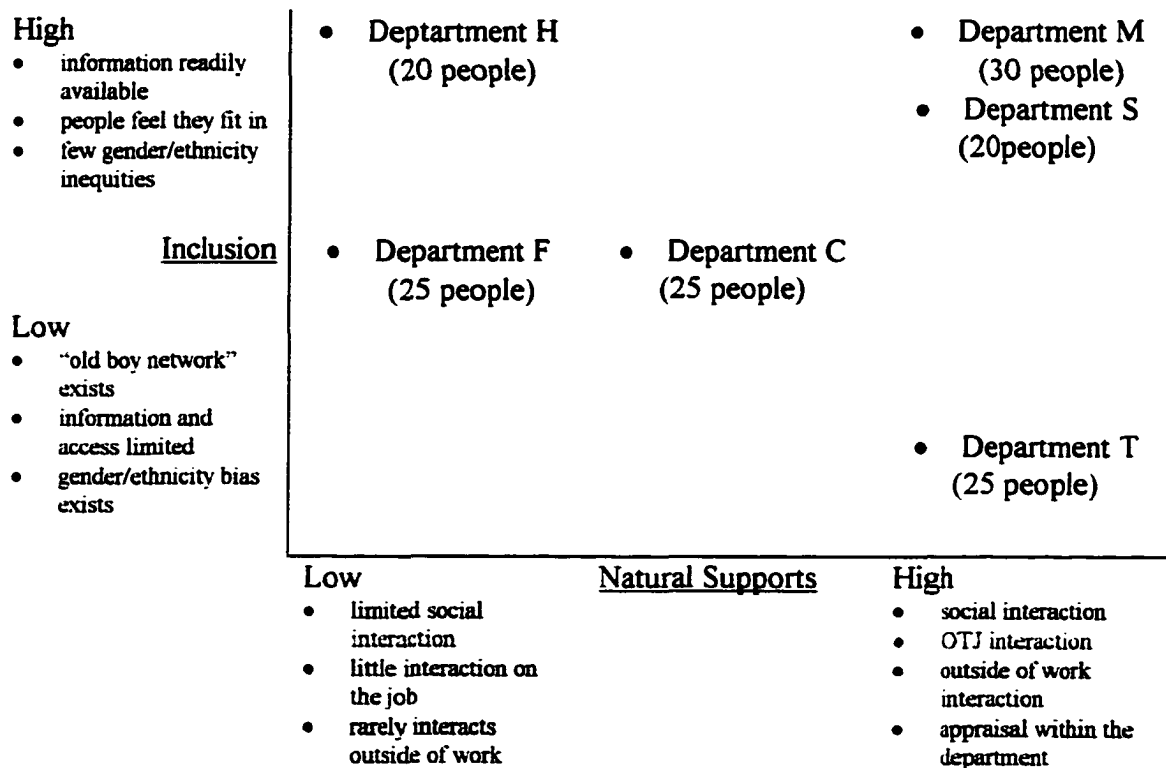 High
• information readily
available
• people feel they fit in
• few gender/ethnicity
inequities
• Deptartment H
(20 people)
• Department M
(30 people)
• Department S
(20people)
Inclusion
• Department F
(25 people)
• Department C
(25 people)
Low
• “old boy network”
exists
• information and
access limited
• gender/ethnicity bias
exists
• Department T
(25 people)
Low
• limited social
interaction
• little interaction on
the job
• rarely interacts
outside of work
Natural Supports
High
• social interaction
• OTJ interaction
• outside of work
interaction
• appraisal within the
department